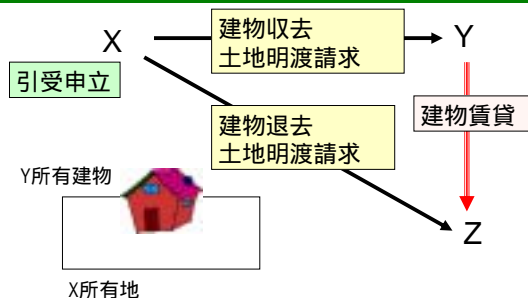 X
建物収去
土地明渡請求
Y
引受申立
建物退去
土地明渡請求
建物賃貸
Y所有建物
Z
X所有地